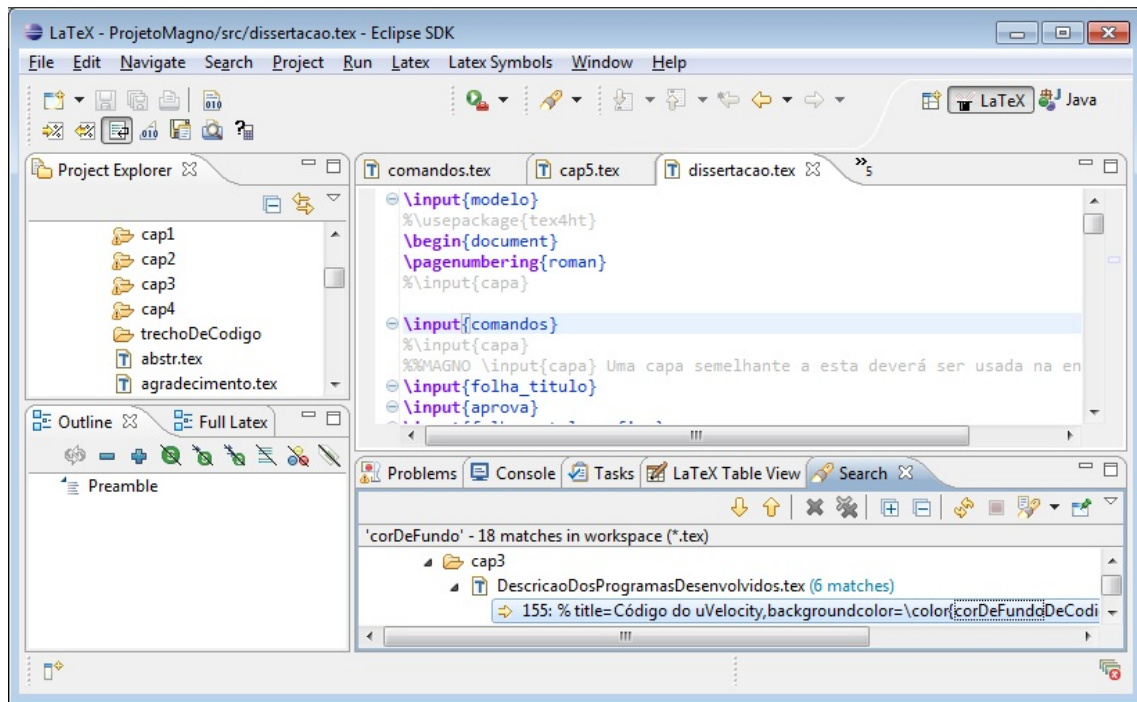 LaTeX - ProjetoMagno/src/dissertacao.tex - Eclipse SDK
File Edit Navigate Search Project Run Latex Latex Symbols Window Help
LaTeX Java
Project Explorer
cap1
cap2
cap3
cap4
trechoDeCodigo
abstr.tex
agradecimento.tex
Outline Full Latex
Preamble
comandos.tex cap5.tex dissertacao.tex »5
\input{modelo}
%\usepackage{tex4ht}
\begin{document}
\pagenumbering{roman}
%\input{capa}
\input{comandos}
%\input{capa}
%%MAGNO \input{capa} Uma capa semelhante a esta deverá ser usada na en
\input{folha_titulo}
\input{aprova}
Problems Console Tasks LaTeX Table View Search
'corDeFundo' - 18 matches in workspace (*.tex)
cap3
DescricaoDosProgramasDesenvolvidos.tex (6 matches)
155: % title=Código do uVelocity,backgroundcolor=\color{corDeFundoDeCodi